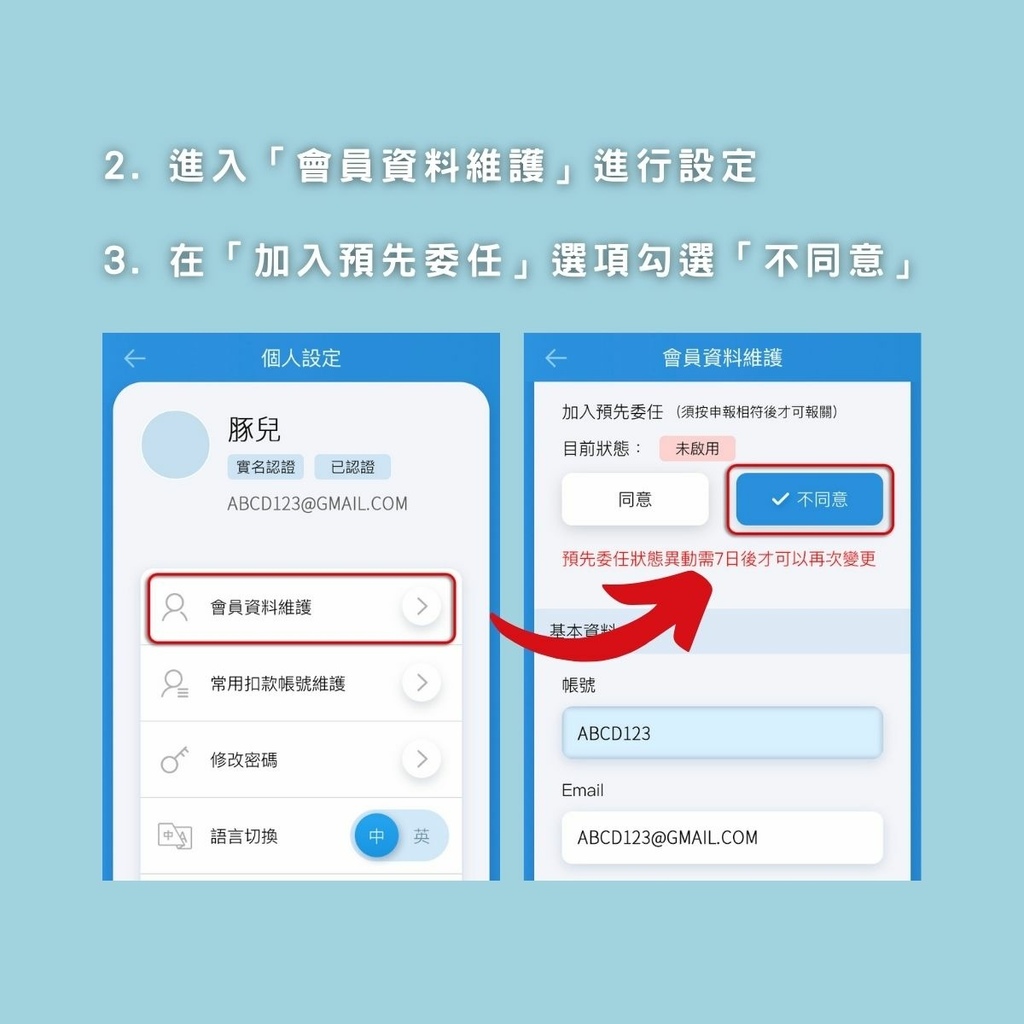 2. 進入「會員資料維護」進行設定
3. 在「加入預先委任」選項勾選「不同意」
個人設定
豚兒
實名認證 已認證
ABCD123@GMAIL.COM
會員資料維護
常用扣款帳號維護
修改密碼
語言切換 中 英
會員資料維護
加入預先委任 (須按申報相符後才可報關)
目前狀態： 未啟用
同意 不同意
預先委任狀態異動需7日後才可以再次變更
基本資料
帳號
ABCD123
Email
ABCD123@GMAIL.COM